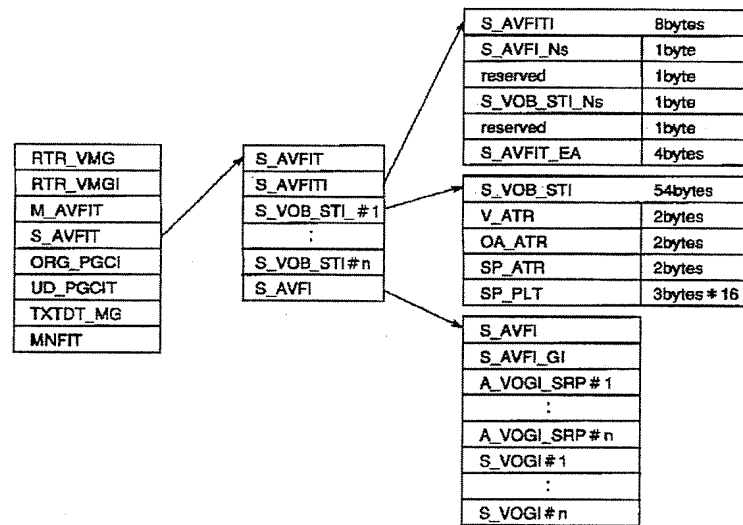 RTR_VMG
RTR_VMGI
M_AVFIT
S_AVFIT
ORG_PGCI
UD_PGCIT
TXTDT_MG
MNFIT
S_AVFIT
S_AVFITI
S_VOB_STI_#1
:
S_VOB_STI#n
S_AVFI
S_AVFITI 8bytes
S_AVFI_Ns 1byte
reserved 1byte
S_VOB_STI_Ns 1byte
reserved 1byte
S_AVFIT_EA 4bytes
S_VOB_STI 54bytes
V_ATR 2bytes
OA_ATR 2bytes
SP_ATR 2bytes
SP_PLT 3bytes*16
S_AVFI
S_AVFI_GI
A_VOGI_SRP#1
:
A_VOGI_SRP#n
S_VOGI#1
:
S_VOGI#n